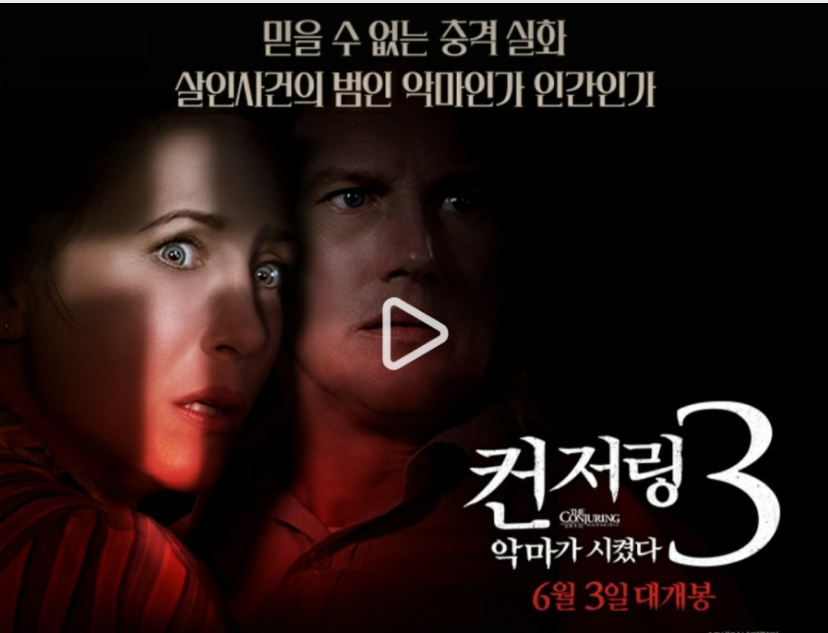 믿을 수 없는 충격 실화
살인사건의 범인 악마인가 인간인가
컨저링3
THE
CONJURING
악마가 시켰다
6월 3일 대개봉